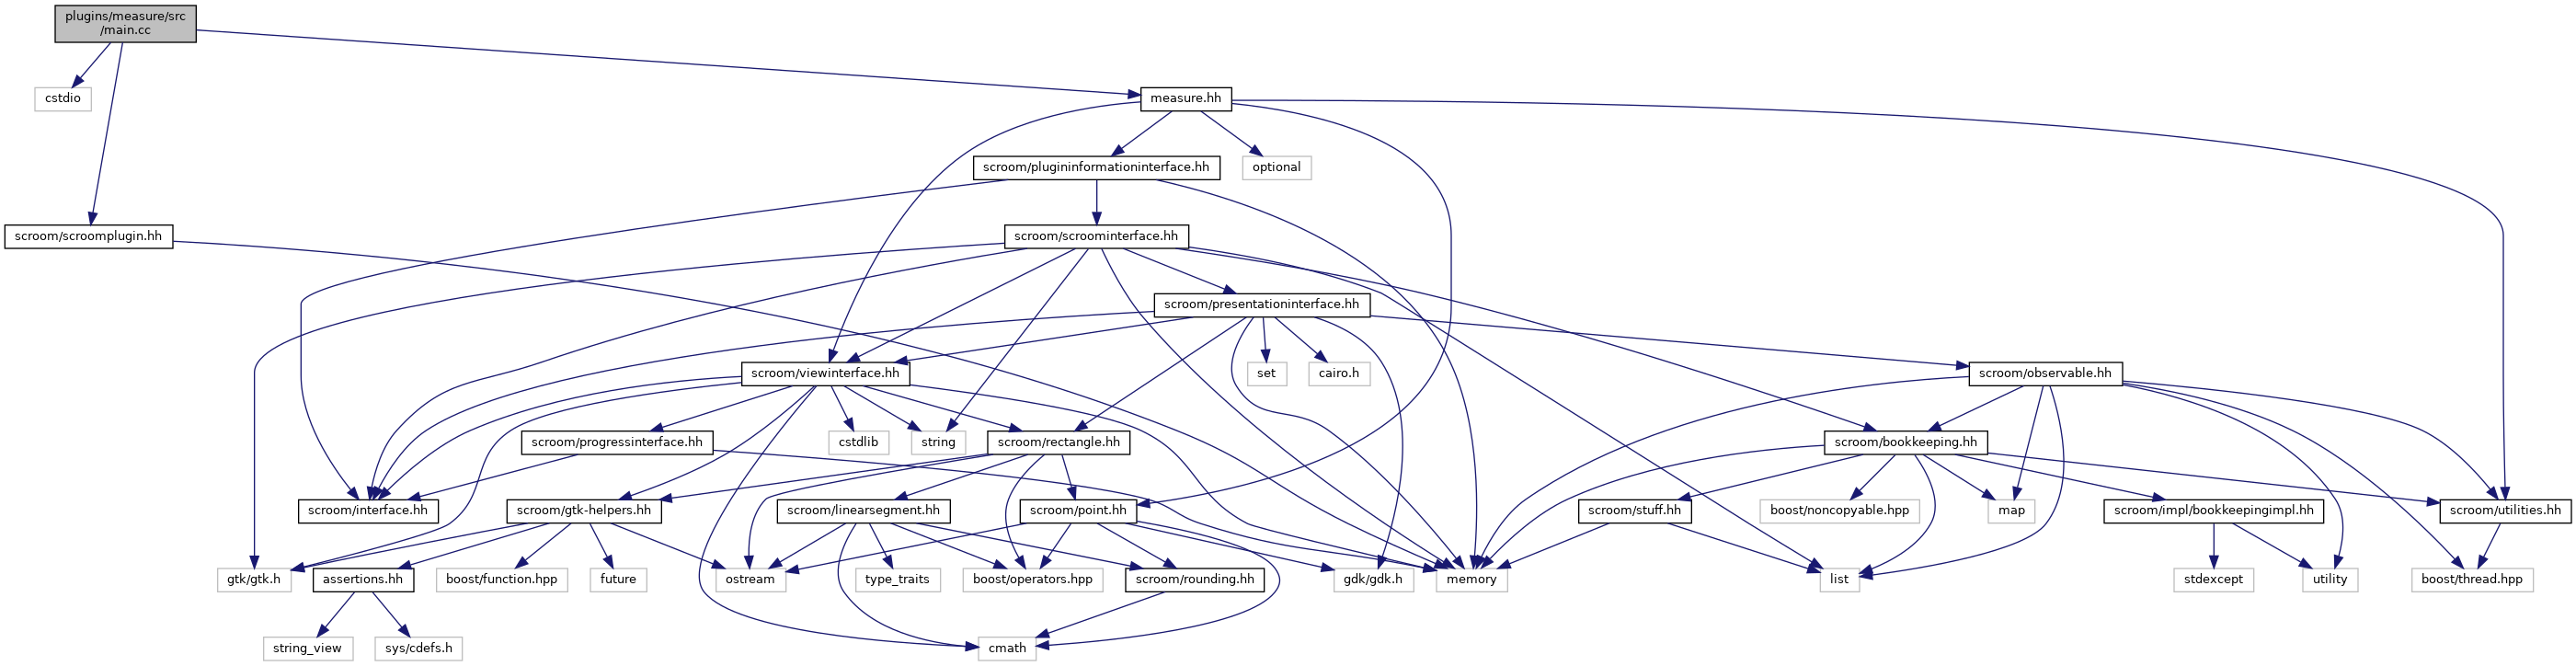 plugins/measure/src
/main.cc
cstdio
measure.hh
scroom/plugininformationinterface.hh
optional
scroom/scroomplugin.hh
scroom/scroominterface.hh
scroom/presentationinterface.hh
scroom/viewinterface.hh
set
cairo.h
scroom/observable.hh
scroom/progressinterface.hh
cstdlib
string
scroom/rectangle.hh
scroom/bookkeeping.hh
scroom/interface.hh
scroom/gtk-helpers.hh
scroom/linearsegment.hh
scroom/point.hh
scroom/stuff.hh
boost/noncopyable.hpp
map
scroom/impl/bookkeepingimpl.hh
scroom/utilities.hh
gtk/gtk.h
assertions.hh
boost/function.hpp
future
ostream
type_traits
boost/operators.hpp
scroom/rounding.hh
gdk/gdk.h
memory
list
stdexcept
utility
boost/thread.hpp
string_view
sys/cdefs.h
cmath